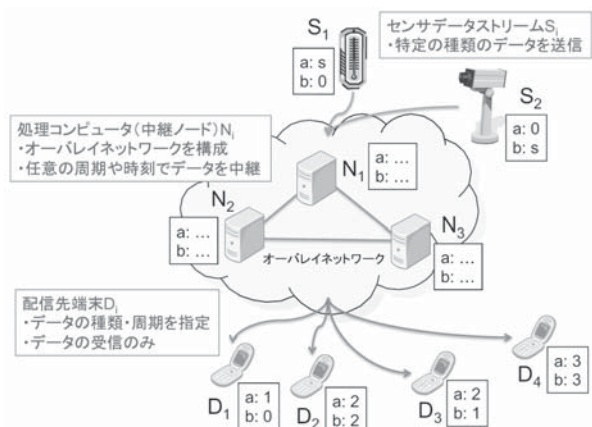 S1
a: s
b: 0
センサデータストリームSi
・特定の種類のデータを送信
S2
a: 0
b: s
処理コンピュータ(中継ノード)Ni
・オーバレイネットワークを構成
・任意の周期や時刻でデータを中継
N1
a: …
b: …
N2
a: …
b: …
N3
a: …
b: …
オーバレイネットワーク
配信先端末Di
・データの種類・周期を指定
・データの受信のみ
D1
a: 1
b: 0
D2
a: 2
b: 2
D3
a: 2
b: 1
D4
a: 3
b: 3